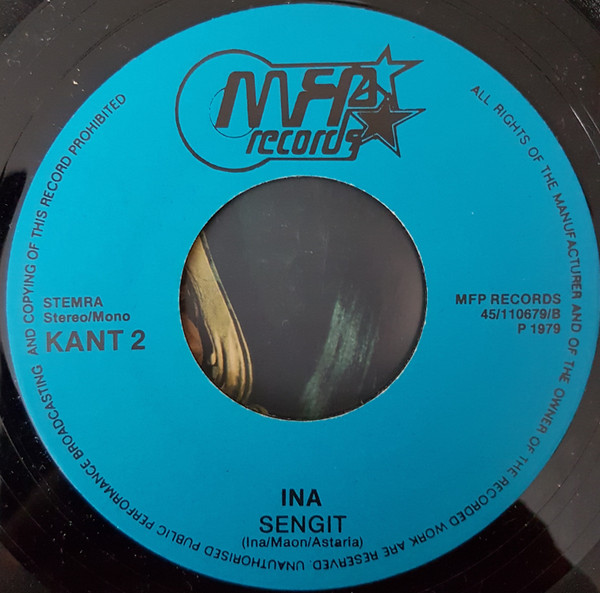 MFP
records
ALL RIGHTS OF THE MANUFACTURER AND OF THE OWNER OF THE RECORDED WORK ARE RESERVED. UNAUTHORISED PUBLIC PERFORMANCE BROADCASTING AND COPYING OF THIS RECORD PROHIBITED
STEMRA
Stereo/Mono
KANT 2
MFP RECORDS
45/110679/B
P 1979
INA
SENGIT
(Ina/Maon/Astaria)